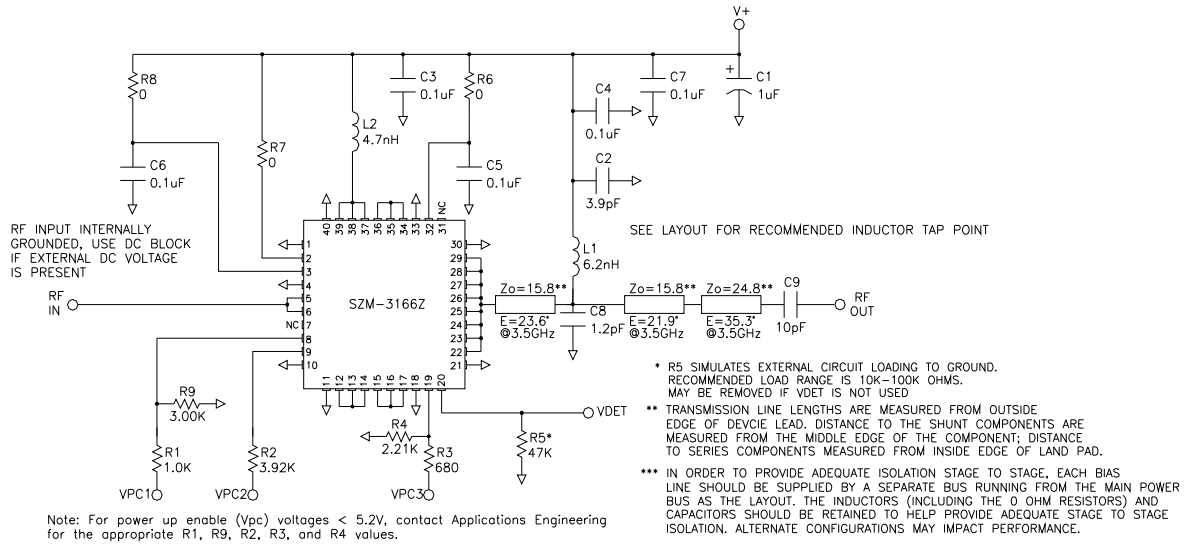 V+
R8
0
R7
0
L2
4.7nH
C3
0.1uF
R6
0
C4
0.1uF
C7
0.1uF
+
C1
1uF
C6
0.1uF
C5
0.1uF
C2
3.9pF
RF INPUT INTERNALLY
GROUNDED, USE DC BLOCK
IF EXTERNAL DC VOLTAGE
IS PRESENT
SEE LAYOUT FOR RECOMMENDED INDUCTOR TAP POINT
L1
6.2nH
40
39
38
37
36
35
34
33
32
31
NC
1
2
3
4
5
6
NC
7
8
9
10
SZM-3166Z
30
29
28
27
26
25
24
23
22
21
11
12
13
14
15
16
17
18
19
20
RF
IN
Zo=15.8**
E=23.6°
@3.5GHz
C8
1.2pF
Zo=15.8**
E=21.9°
@3.5GHz
Zo=24.8**
E=35.3°
@3.5GHz
C9
10pF
RF
OUT
R9
3.00K
R1
1.0K
VPC1
R2
3.92K
VPC2
R4
2.21K
R3
680
VPC3
VDET
R5*
47K
* R5 SIMULATES EXTERNAL CIRCUIT LOADING TO GROUND.
RECOMMENDED LOAD RANGE IS 10K-100K OHMS.
MAY BE REMOVED IF VDET IS NOT USED
** TRANSMISSION LINE LENGTHS ARE MEASURED FROM OUTSIDE
EDGE OF DEVCIE LEAD. DISTANCE TO THE SHUNT COMPONENTS ARE
MEASURED FROM THE MIDDLE EDGE OF THE COMPONENT; DISTANCE
TO SERIES COMPONENTS MEASURED FROM INSIDE EDGE OF LAND PAD.
*** IN ORDER TO PROVIDE ADEQUATE ISOLATION STAGE TO STAGE, EACH BIAS
LINE SHOULD BE SUPPLIED BY A SEPARATE BUS RUNNING FROM THE MAIN POWER
BUS AS THE LAYOUT. THE INDUCTORS (INCLUDING THE 0 OHM RESISTORS) AND
CAPACITORS SHOULD BE RETAINED TO HELP PROVIDE ADEQUATE STAGE TO STAGE
ISOLATION. ALTERNATE CONFIGURATIONS MAY IMPACT PERFORMANCE.
Note: For power up enable (Vpc) voltages < 5.2V, contact Applications Engineering
for the appropriate R1, R9, R2, R3, and R4 values.